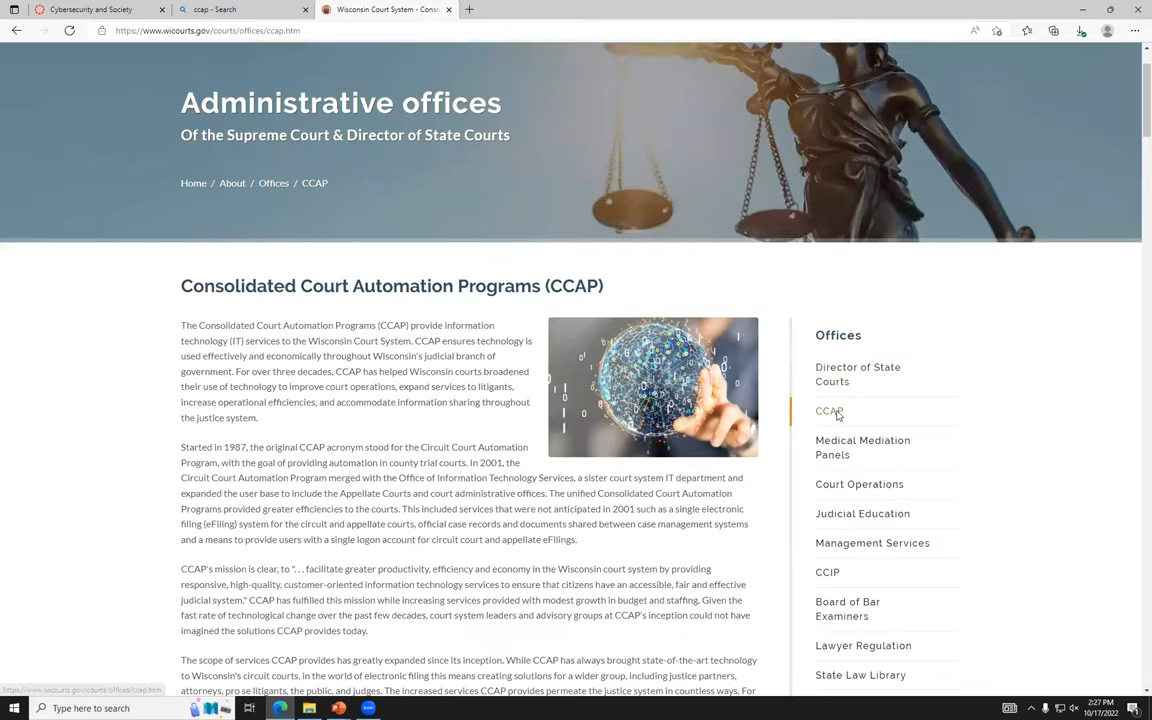 Cybersecurity and Society
ccap - Search
Wisconsin Court System - Conso
https://www.wicourts.gov/courts/offices/ccap.htm
Administrative offices
Of the Supreme Court & Director of State Courts
Home / About / Offices / CCAP
Consolidated Court Automation Programs (CCAP)
The Consolidated Court Automation Programs (CCAP) provide information
technology (IT) services to the Wisconsin Court System. CCAP ensures technology is
used effectively and economically throughout Wisconsin's judicial branch of
government. For over three decades, CCAP has helped Wisconsin courts broadened
their use of technology to improve court operations, expand services to litigants,
increase operational efficiencies, and accommodate information sharing throughout
the justice system.
Started in 1987, the original CCAP acronym stood for the Circuit Court Automation
Program, with the goal of providing automation in county trial courts. In 2001, the
Circuit Court Automation Program merged with the Office of Information Technology Services, a sister court system IT department and
expanded the user base to include the Appellate Courts and court administrative offices. The unified Consolidated Court Automation
Programs provided greater efficiencies to the courts. This included services that were not anticipated in 2001 such as a single electronic
filing (eFiling) system for the circuit and appellate courts, official case records and documents shared between case management systems
and a means to provide users with a single logon account for circuit court and appellate eFilings.
CCAP's mission is clear, to ". . . facilitate greater productivity, efficiency and economy in the Wisconsin court system by providing
responsive, high-quality, customer-oriented information technology services to ensure that citizens have an accessible, fair and effective
judicial system." CCAP has fulfilled this mission while increasing services provided with modest growth in budget and staffing. Given the
fast rate of technological change over the past few decades, court system leaders and advisory groups at CCAP's inception could not have
imagined the solutions CCAP provides today.
The scope of services CCAP provides has greatly expanded since its inception. While CCAP has always brought state-of-the-art technology
to Wisconsin's circuit courts, in the world of electronic filing this means creating solutions for a wider group, including justice partners,
attorneys, pro se litigants, the public, and judges. The increased services CCAP provides permeate the justice system in countless ways. For
Offices
Director of State
Courts
CCAP
Medical Mediation
Panels
Court Operations
Judicial Education
Management Services
CCIP
Board of Bar
Examiners
Lawyer Regulation
State Law Library
https://www.wicourts.gov/courts/offices/ccap.htm
Type here to search
2:27 PM
10/17/2022